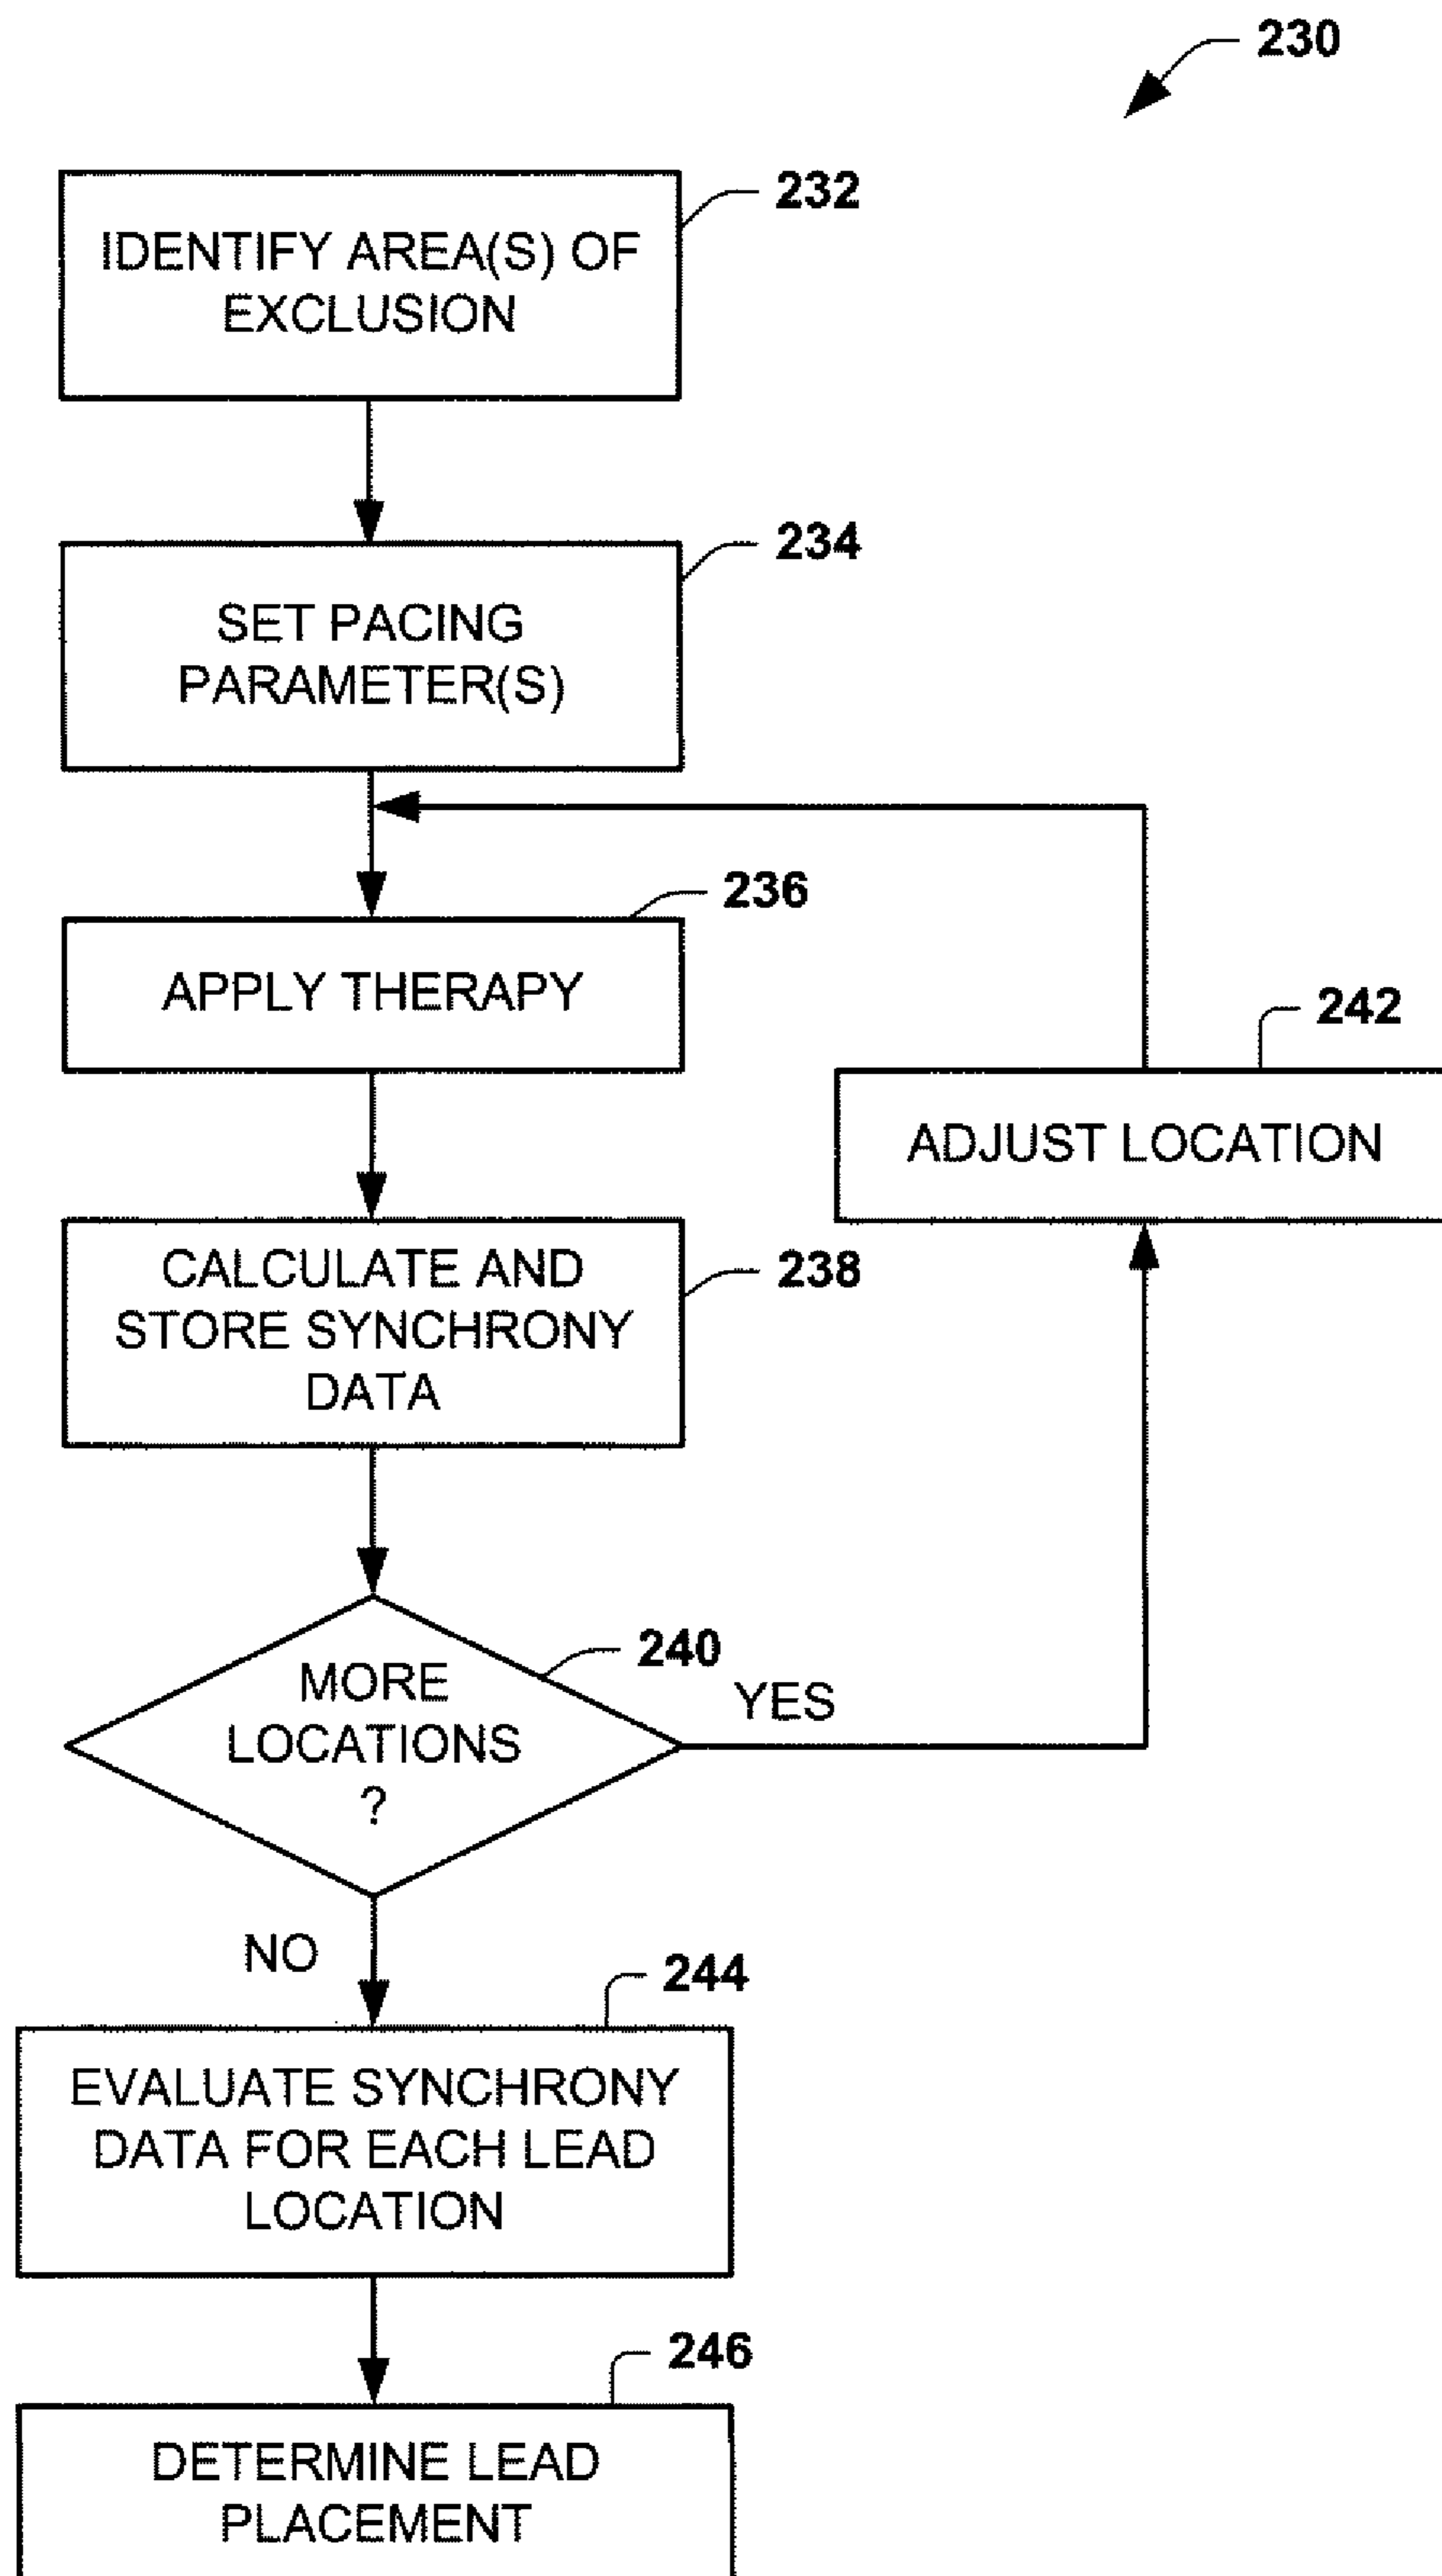 230
232
IDENTIFY AREA(S) OF
EXCLUSION
234
SET PACING
PARAMETER(S)
236
APPLY THERAPY
242
ADJUST LOCATION
238
CALCULATE AND
STORE SYNCHRONY
DATA
240
MORE
LOCATIONS
?
YES
NO
244
EVALUATE SYNCHRONY
DATA FOR EACH LEAD
LOCATION
246
DETERMINE LEAD
PLACEMENT